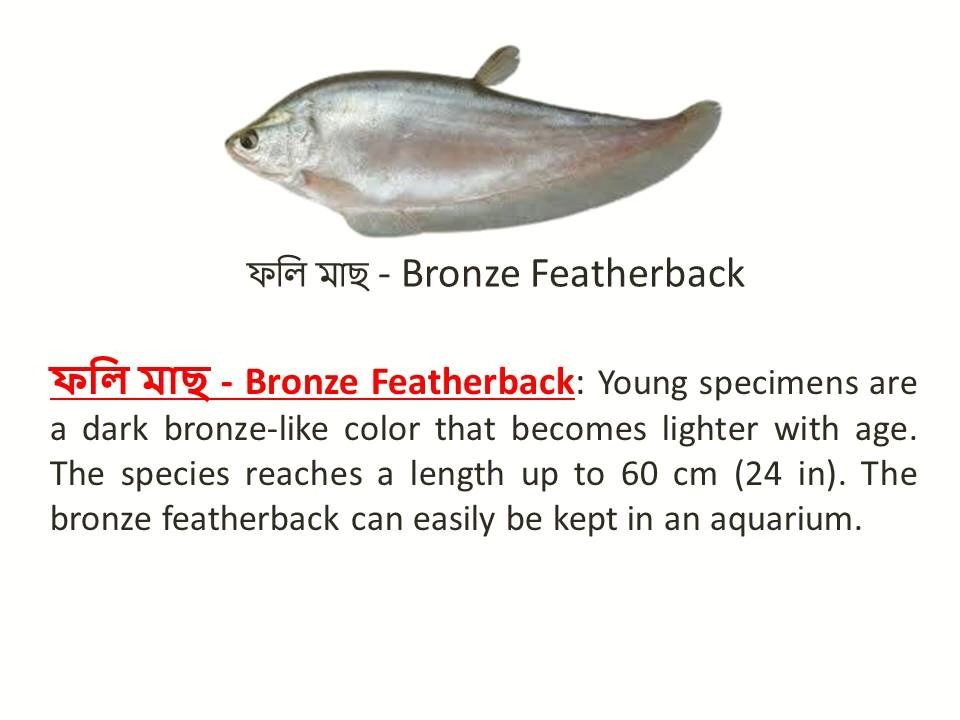 ফলি মাছ - Bronze Featherback
ফলি মাছ - Bronze Featherback: Young specimens are
a dark bronze-like color that becomes lighter with age.
The species reaches a length up to 60 cm (24 in). The
bronze featherback can easily be kept in an aquarium.